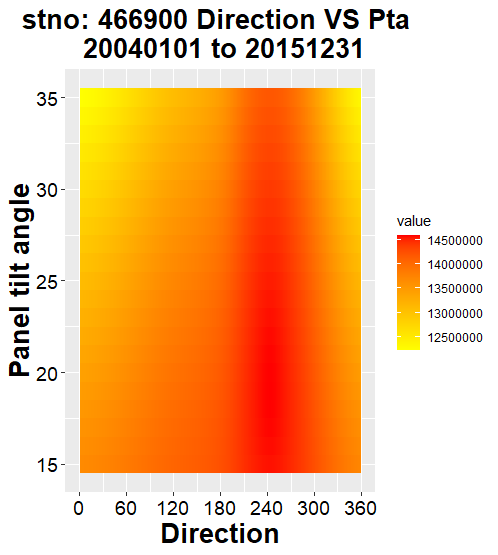 stno: 466900 Direction VS Pta
20040101 to 20151231
Panel tilt angle
35
30
25
20
15
0 60 120 180 240 300 360
Direction
value
14500000
14000000
13500000
13000000
12500000